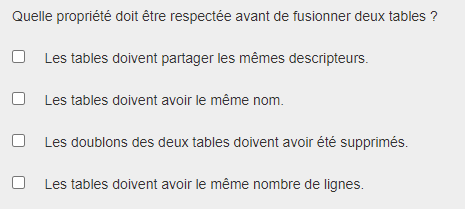 Quelle propriété doit être respectée avant de fusionner deux tables ?
Les tables doivent partager les mêmes descripteurs.
Les tables doivent avoir le même nom.
Les doublons des deux tables doivent avoir été supprimés.
Les tables doivent avoir le même nombre de lignes.